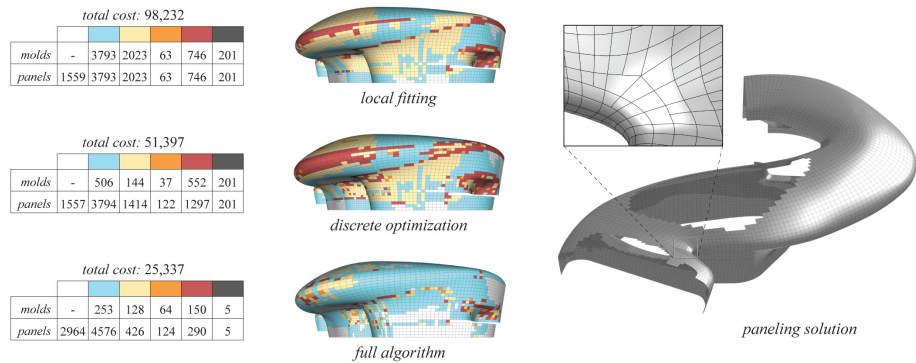 total cost: 98,232
molds - 3793 2023 63 746 201
panels 1559 3793 2023 63 746 201
local fitting
total cost: 51,397
molds - 506 144 37 552 201
panels 1557 3794 1414 122 1297 201
discrete optimization
total cost: 25,337
molds - 253 128 64 150 5
panels 2964 4576 426 124 290 5
full algorithm
paneling solution